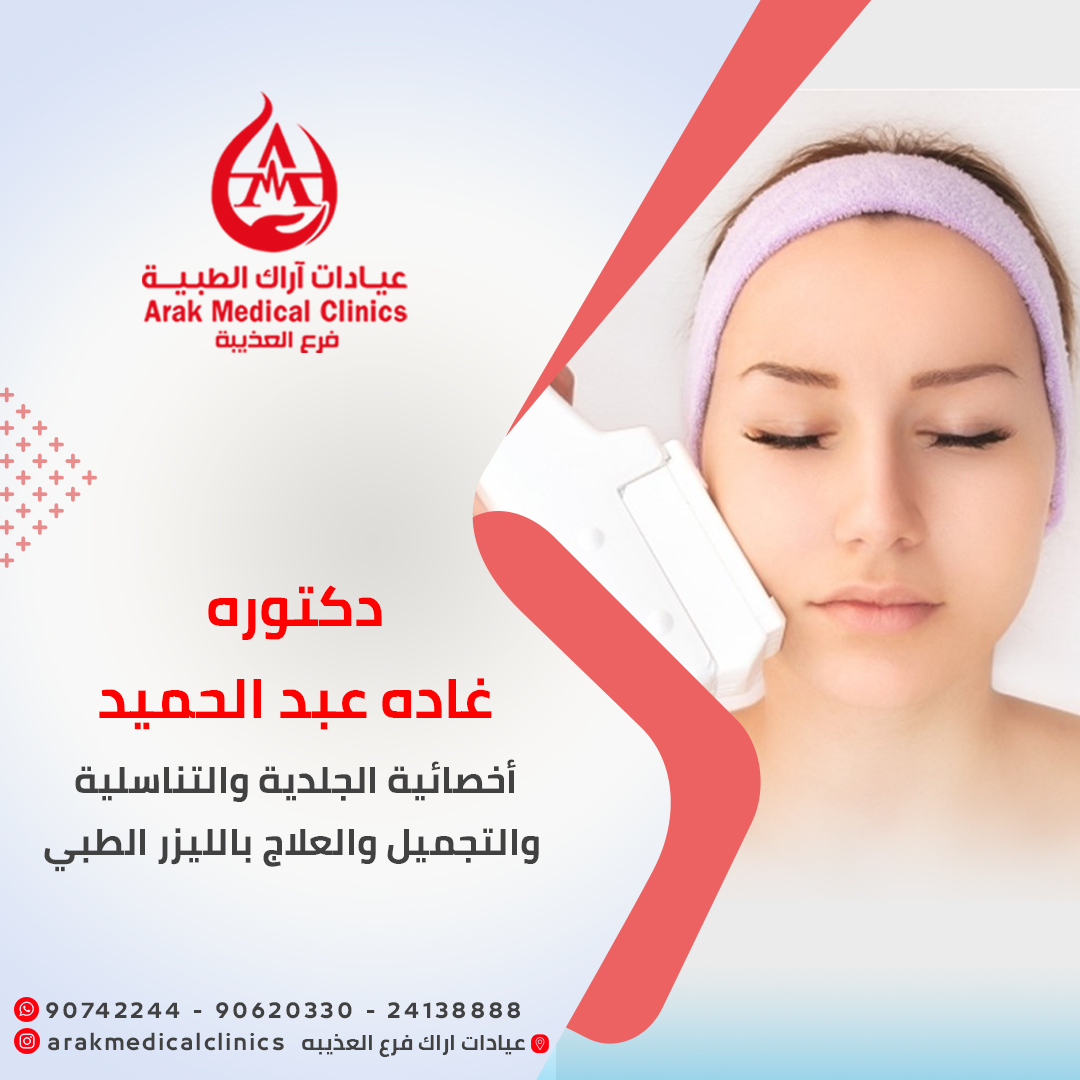 عيادات آراك الطبية
Arak Medical Clinics
فرع العذيبة
دكتوره
غاده عبد الحميد
أخصائية الجلدية والتناسلية
والتجميل والعلاج بالليزر الطبي
90742244 - 90620330 - 24138888
arakmedicalclinics عيادات اراك فرع العذيبه